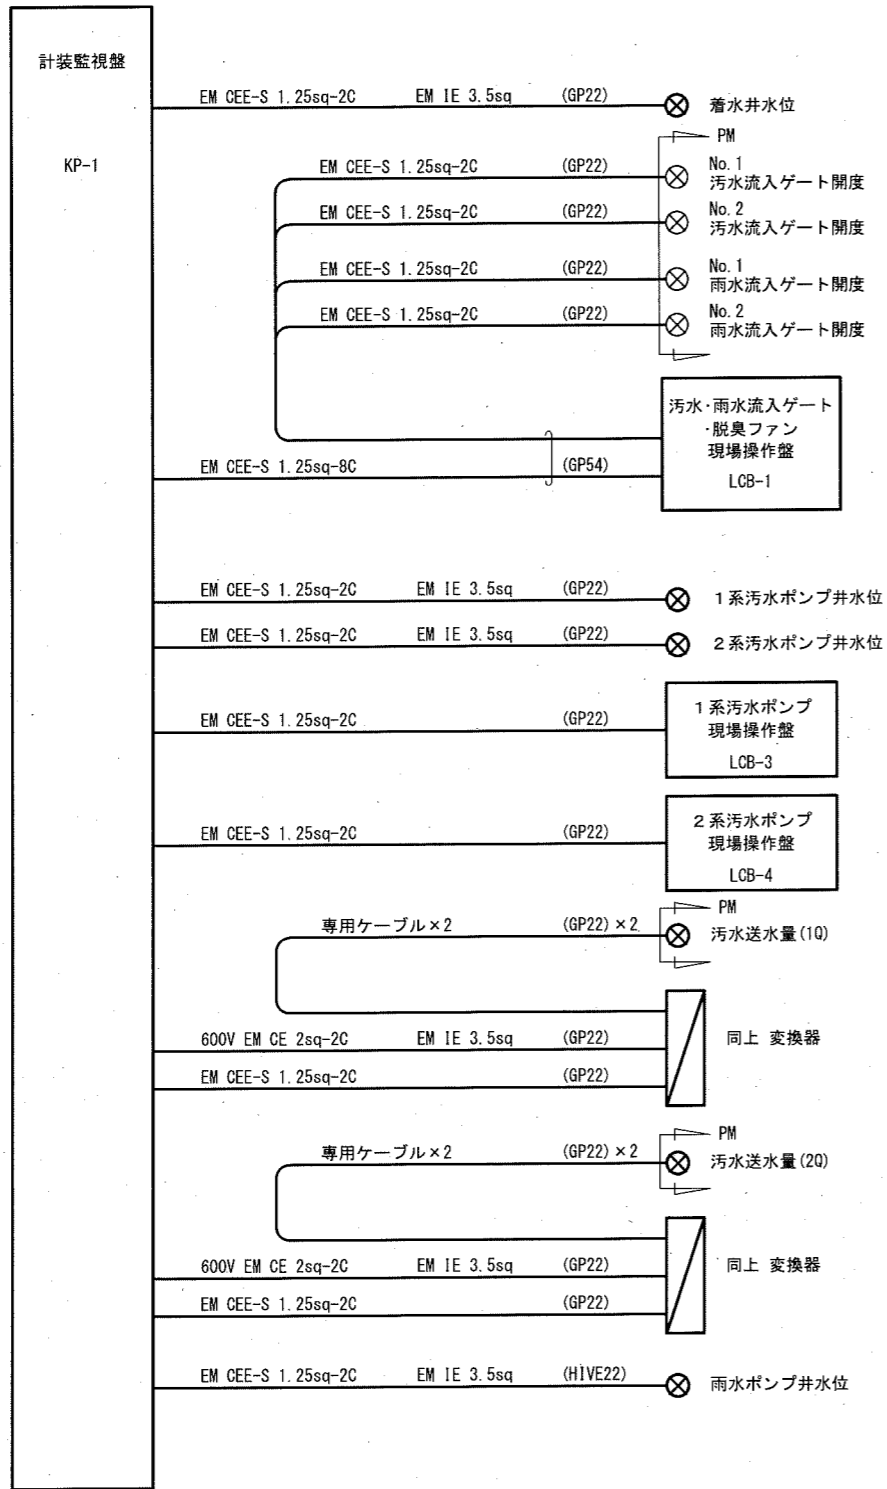 計装監視盤
KP-1
EM CEE-S 1.25sq-2C EM IE 3.5sq (GP22) 着水井水位
PM
EM CEE-S 1.25sq-2C (GP22) No.1
汚水流入ゲート開度
EM CEE-S 1.25sq-2C (GP22) No.2
汚水流入ゲート開度
EM CEE-S 1.25sq-2C (GP22) No.1
雨水流入ゲート開度
EM CEE-S 1.25sq-2C (GP22) No.2
雨水流入ゲート開度
汚水・雨水流入ゲート
・脱臭ファン
現場操作盤
LCB-1
EM CEE-S 1.25sq-8C (GP54)
EM CEE-S 1.25sq-2C EM IE 3.5sq (GP22) 1系汚水ポンプ井水位
EM CEE-S 1.25sq-2C EM IE 3.5sq (GP22) 2系汚水ポンプ井水位
EM CEE-S 1.25sq-2C (GP22)
1系汚水ポンプ
現場操作盤
LCB-3
EM CEE-S 1.25sq-2C (GP22)
2系汚水ポンプ
現場操作盤
LCB-4
PM
専用ケーブル×2 (GP22)×2 汚水送水量(1Q)
600V EM CE 2sq-2C EM IE 3.5sq (GP22) 同上 変換器
EM CEE-S 1.25sq-2C (GP22)
PM
専用ケーブル×2 (GP22)×2 汚水送水量(2Q)
600V EM CE 2sq-2C EM IE 3.5sq (GP22) 同上 変換器
EM CEE-S 1.25sq-2C (GP22)
EM CEE-S 1.25sq-2C EM IE 3.5sq (HIVE22) 雨水ポンプ井水位